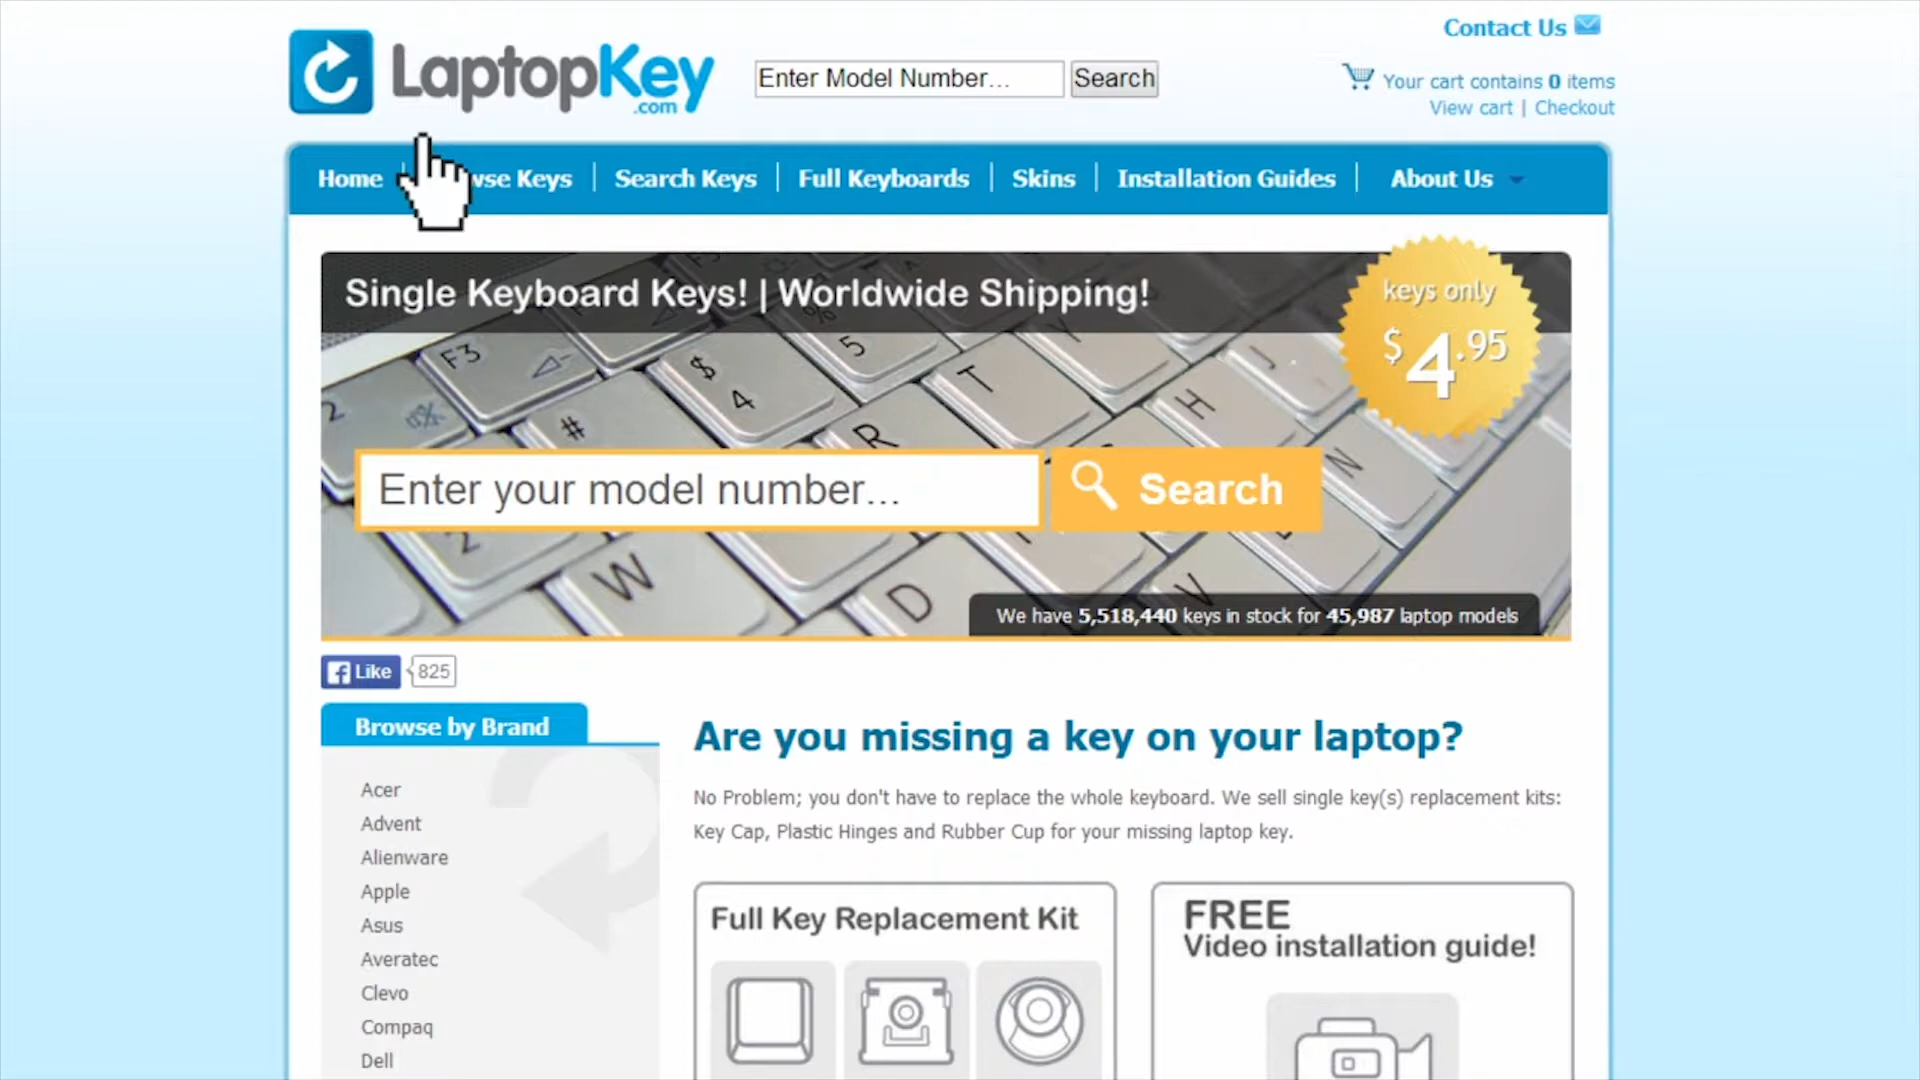 Contact Us
LaptopKey
.com
Enter Model Number...
Search
Your cart contains 0 items
View cart | Checkout
Home
Keys
Search Keys
Full Keyboards
Skins
Installation Guides
About Us
Single Keyboard Keys! | Worldwide Shipping!
keys only
$4.95
F3
5
$
4
T
2
#
R
H
N
Enter your model number...
Search
2
W
D
V
We have 5,518,440 keys in stock for 45,987 laptop models
Like
825
Browse by Brand
Acer
Advent
Alienware
Apple
Asus
Averatec
Clevo
Compaq
Dell
Are you missing a key on your laptop?
No Problem; you don't have to replace the whole keyboard. We sell single key(s) replacement kits:
Key Cap, Plastic Hinges and Rubber Cup for your missing laptop key.
Full Key Replacement Kit
FREE
Video installation guide!